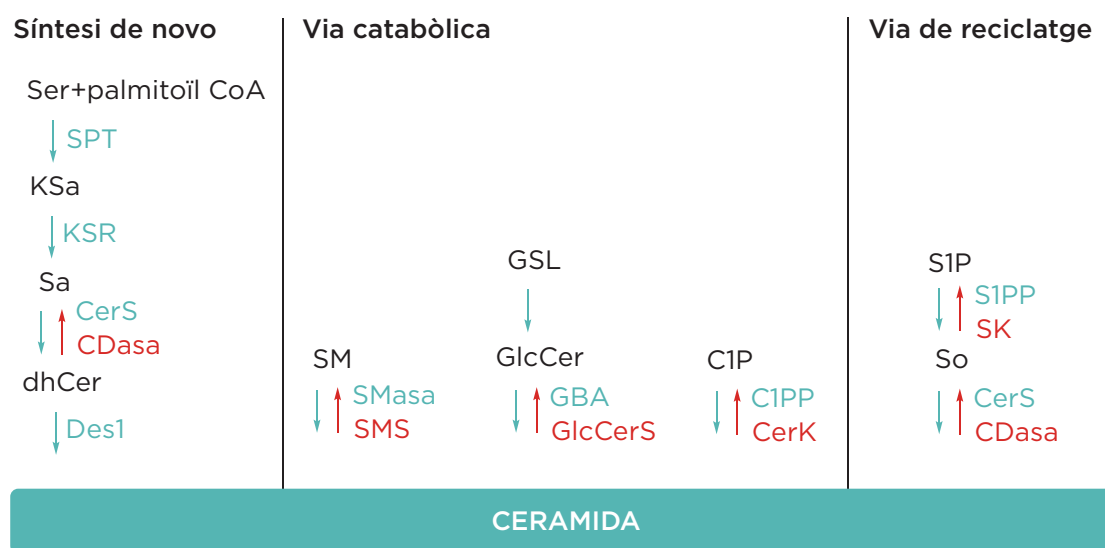 Síntesi de novo
Ser+palmitoïl CoA
SPT
KSa
KSR
Sa
CerS
CDasa
dhCer
Des1
Via catabòlica
SM
SMasa
SMS
GSL
GlcCer
GBA
GlcCerS
C1P
C1PP
CerK
Via de reciclatge
S1P
S1PP
SK
So
CerS
CDasa
CERAMIDA